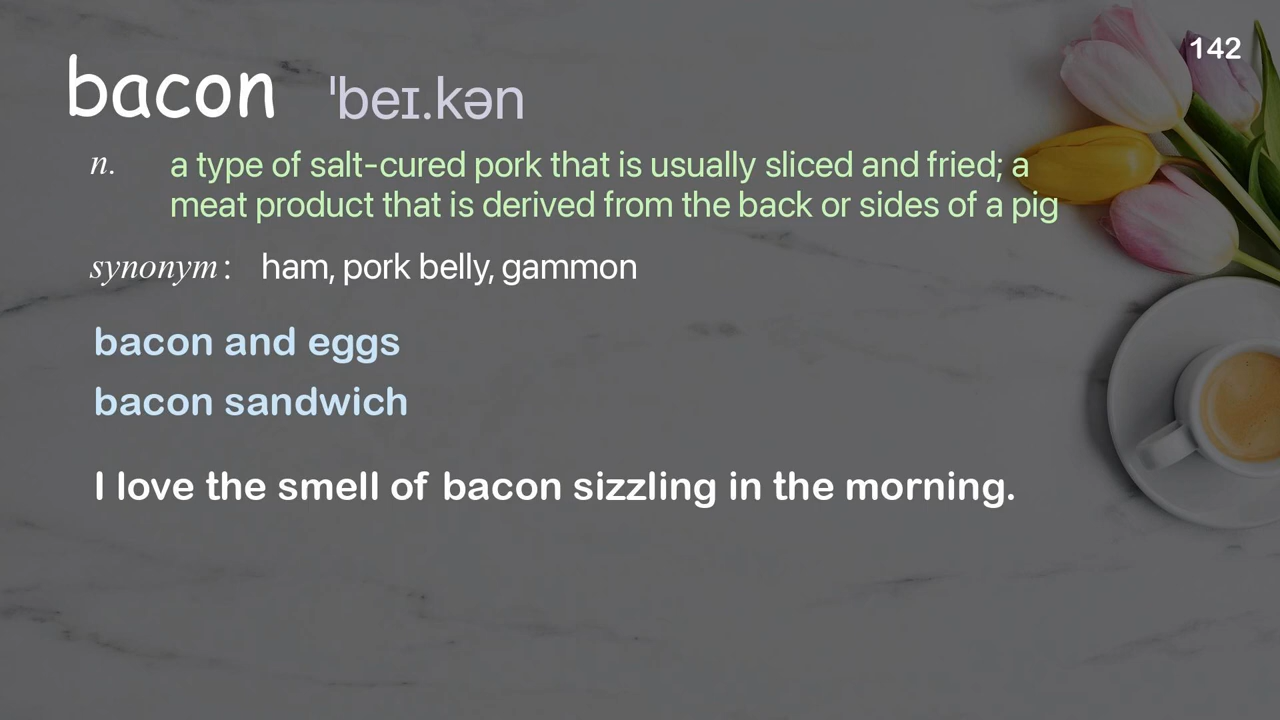 142
bacon ˈbeɪ.kən
n. a type of salt-cured pork that is usually sliced and fried; a
meat product that is derived from the back or sides of a pig
synonym: ham, pork belly, gammon
bacon and eggs
bacon sandwich
I love the smell of bacon sizzling in the morning.